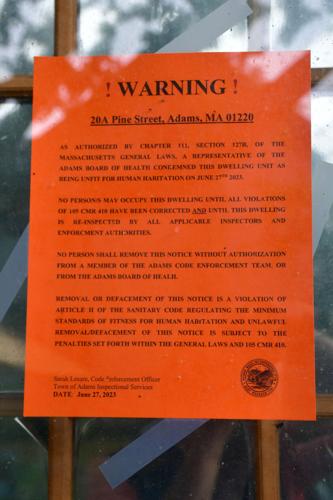 ! WARNING !
20A Pine Street, Adams, MA 01220
AS AUTHORIZED BY CHAPTER 111, SECTION 127B, OF THE
MASSACHUSETTS GENERAL LAWS, A REPRESENTATIVE OF THE
ADAMS BOARD OF HEALTH CONDEMNED THIS DWELLING UNIT AS
BEING UNFIT FOR HUMAN HABITATION ON JUNE 27TH 2023.
NO PERSONS MAY OCCUPY THIS DWELLING UNTIL ALL VIOLATIONS
OF 105 CMR 410 HAVE BEEN CORRECTED AND UNTIL THIS DWELLING
IS RE-INSPECTED BY ALL APPLICABLE INSPECTORS AND
ENFORCMENT AUTHORITIES.
NO PERSON SHALL REMOVE THIS NOTICE WITHOUT AUTHORIZATION
FROM A MEMBER OF THE ADAMS CODE ENFORCEMENT TEAM, OR
FROM THE ADAMS BOARD OF HEALH.
REMOVAL OR DEFACEMENT OF THIS NOTICE IS A VIOLATION OF
ARTICLE II OF THE SANITARY CODE REGULATING THE MINIMUM
STANDARDS OF FITNESS FOR HUMAN HABITATION AND UNLAWFUL
REMOVAL/DEFACEMENT OF THIS NOTICE IS SUBJECT TO THE
PENALTIES SET FORTH WITHIN THE GENERAL LAWS AND 105 CMR 410.
Sarah Code Enforcement Officer
Town of Adams Inspectional Services
DATE: June 27, 2023